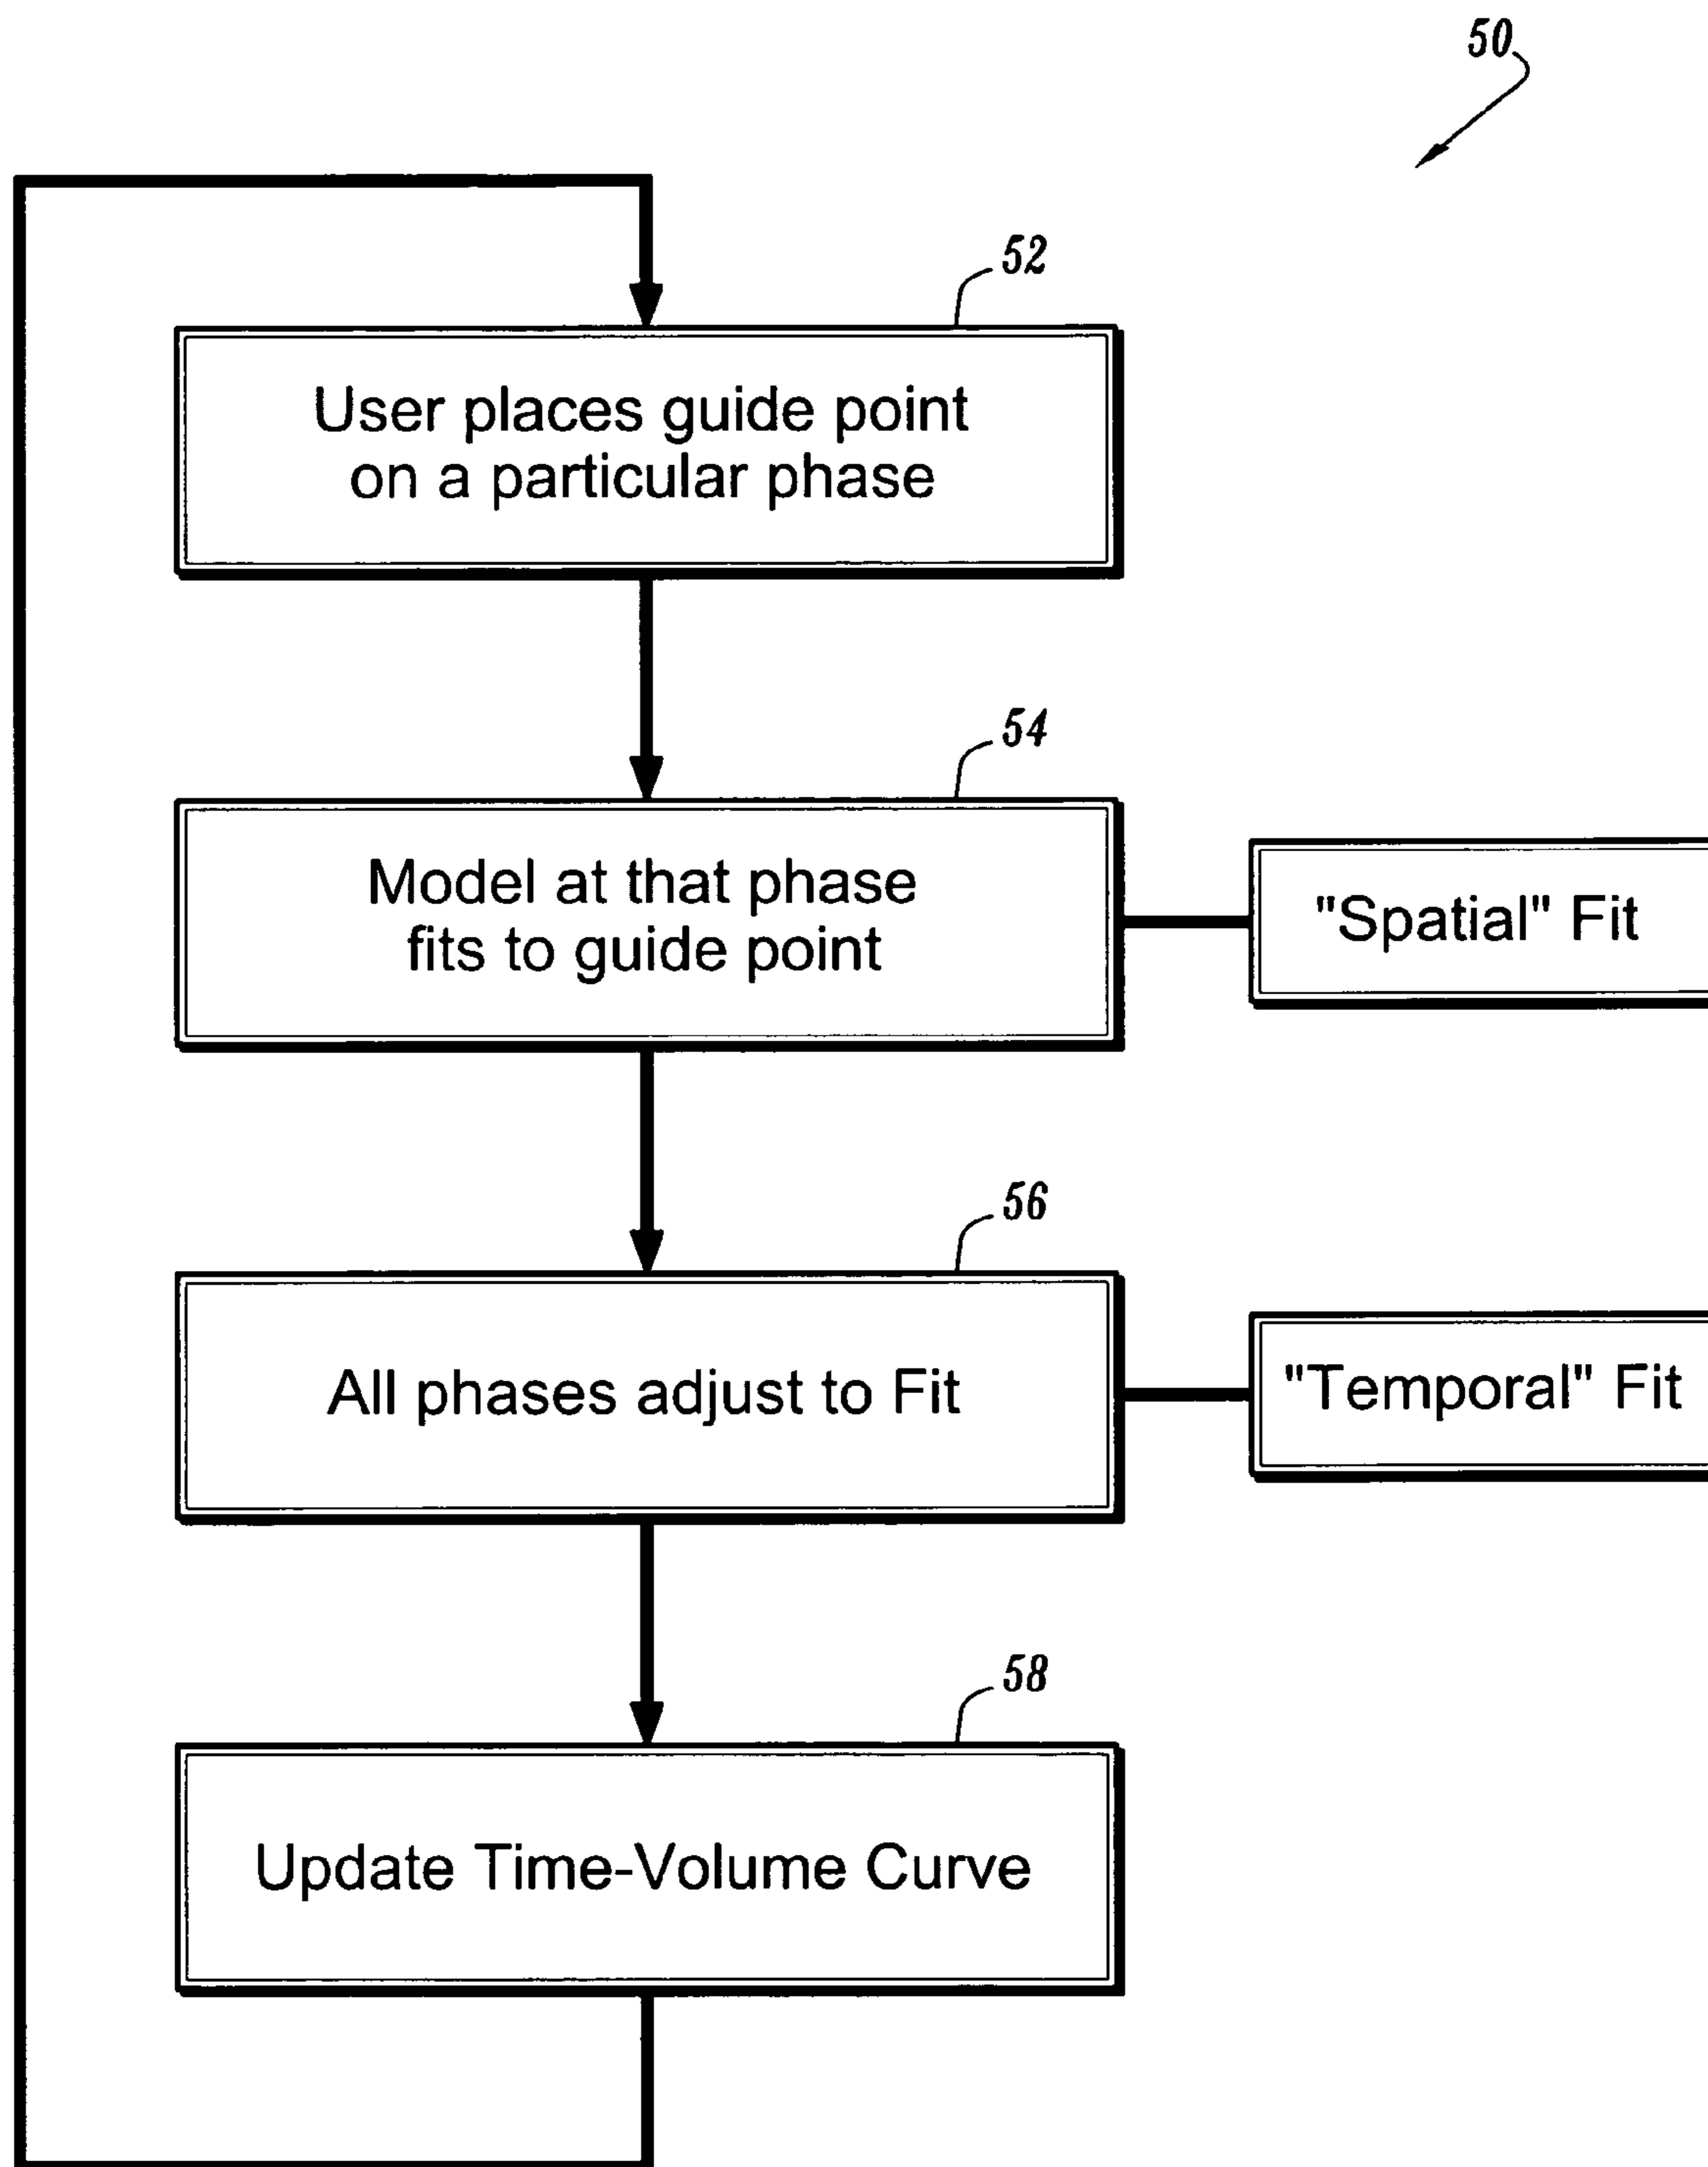 50
52
User places guide point
on a particular phase
54
Model at that phase
fits to guide point
"Spatial" Fit
56
All phases adjust to Fit
"Temporal" Fit
58
Update Time-Volume Curve